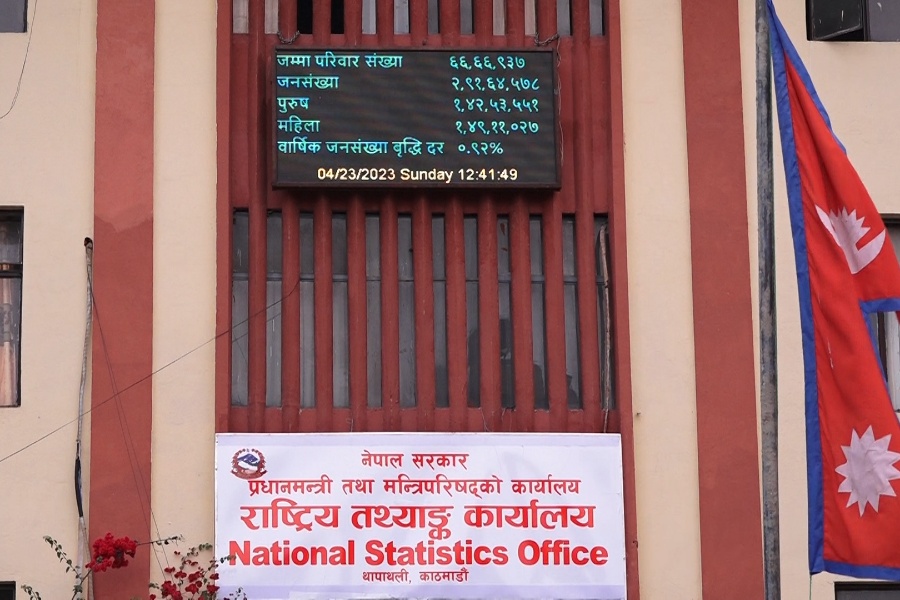 जम्मा परिवार संख्या ६६,६६,९३७
जनसंख्या २,९१,६४,५७८
पुरुष १,४२,५३,५५१
महिला १,४९,११,०२७
वार्षिक जनसंख्या बृद्धि दर ०.९२%
04/23/2023 Sunday 12:41:49
नेपाल सरकार
प्रधानमन्त्री तथा मन्त्रिपरिषद्को कार्यालय
राष्ट्रिय तथ्याङ्क कार्यालय
National Statistics Office
थापाथली, काठमाडौं